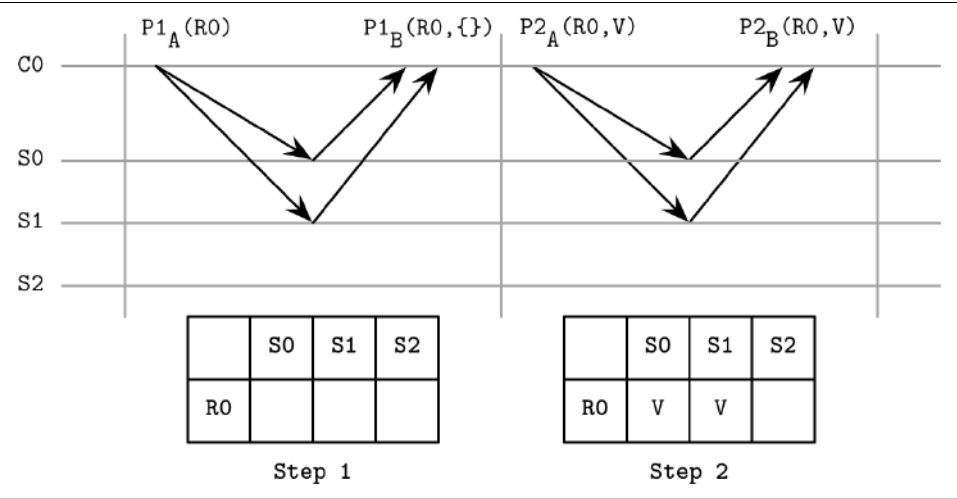 P1A(R0) P1B(R0,{}) P2A(R0,V) P2B(R0,V)
C0
S0
S1
S2
S0 S1 S2
R0
Step 1
S0 S1 S2
R0 V V
Step 2